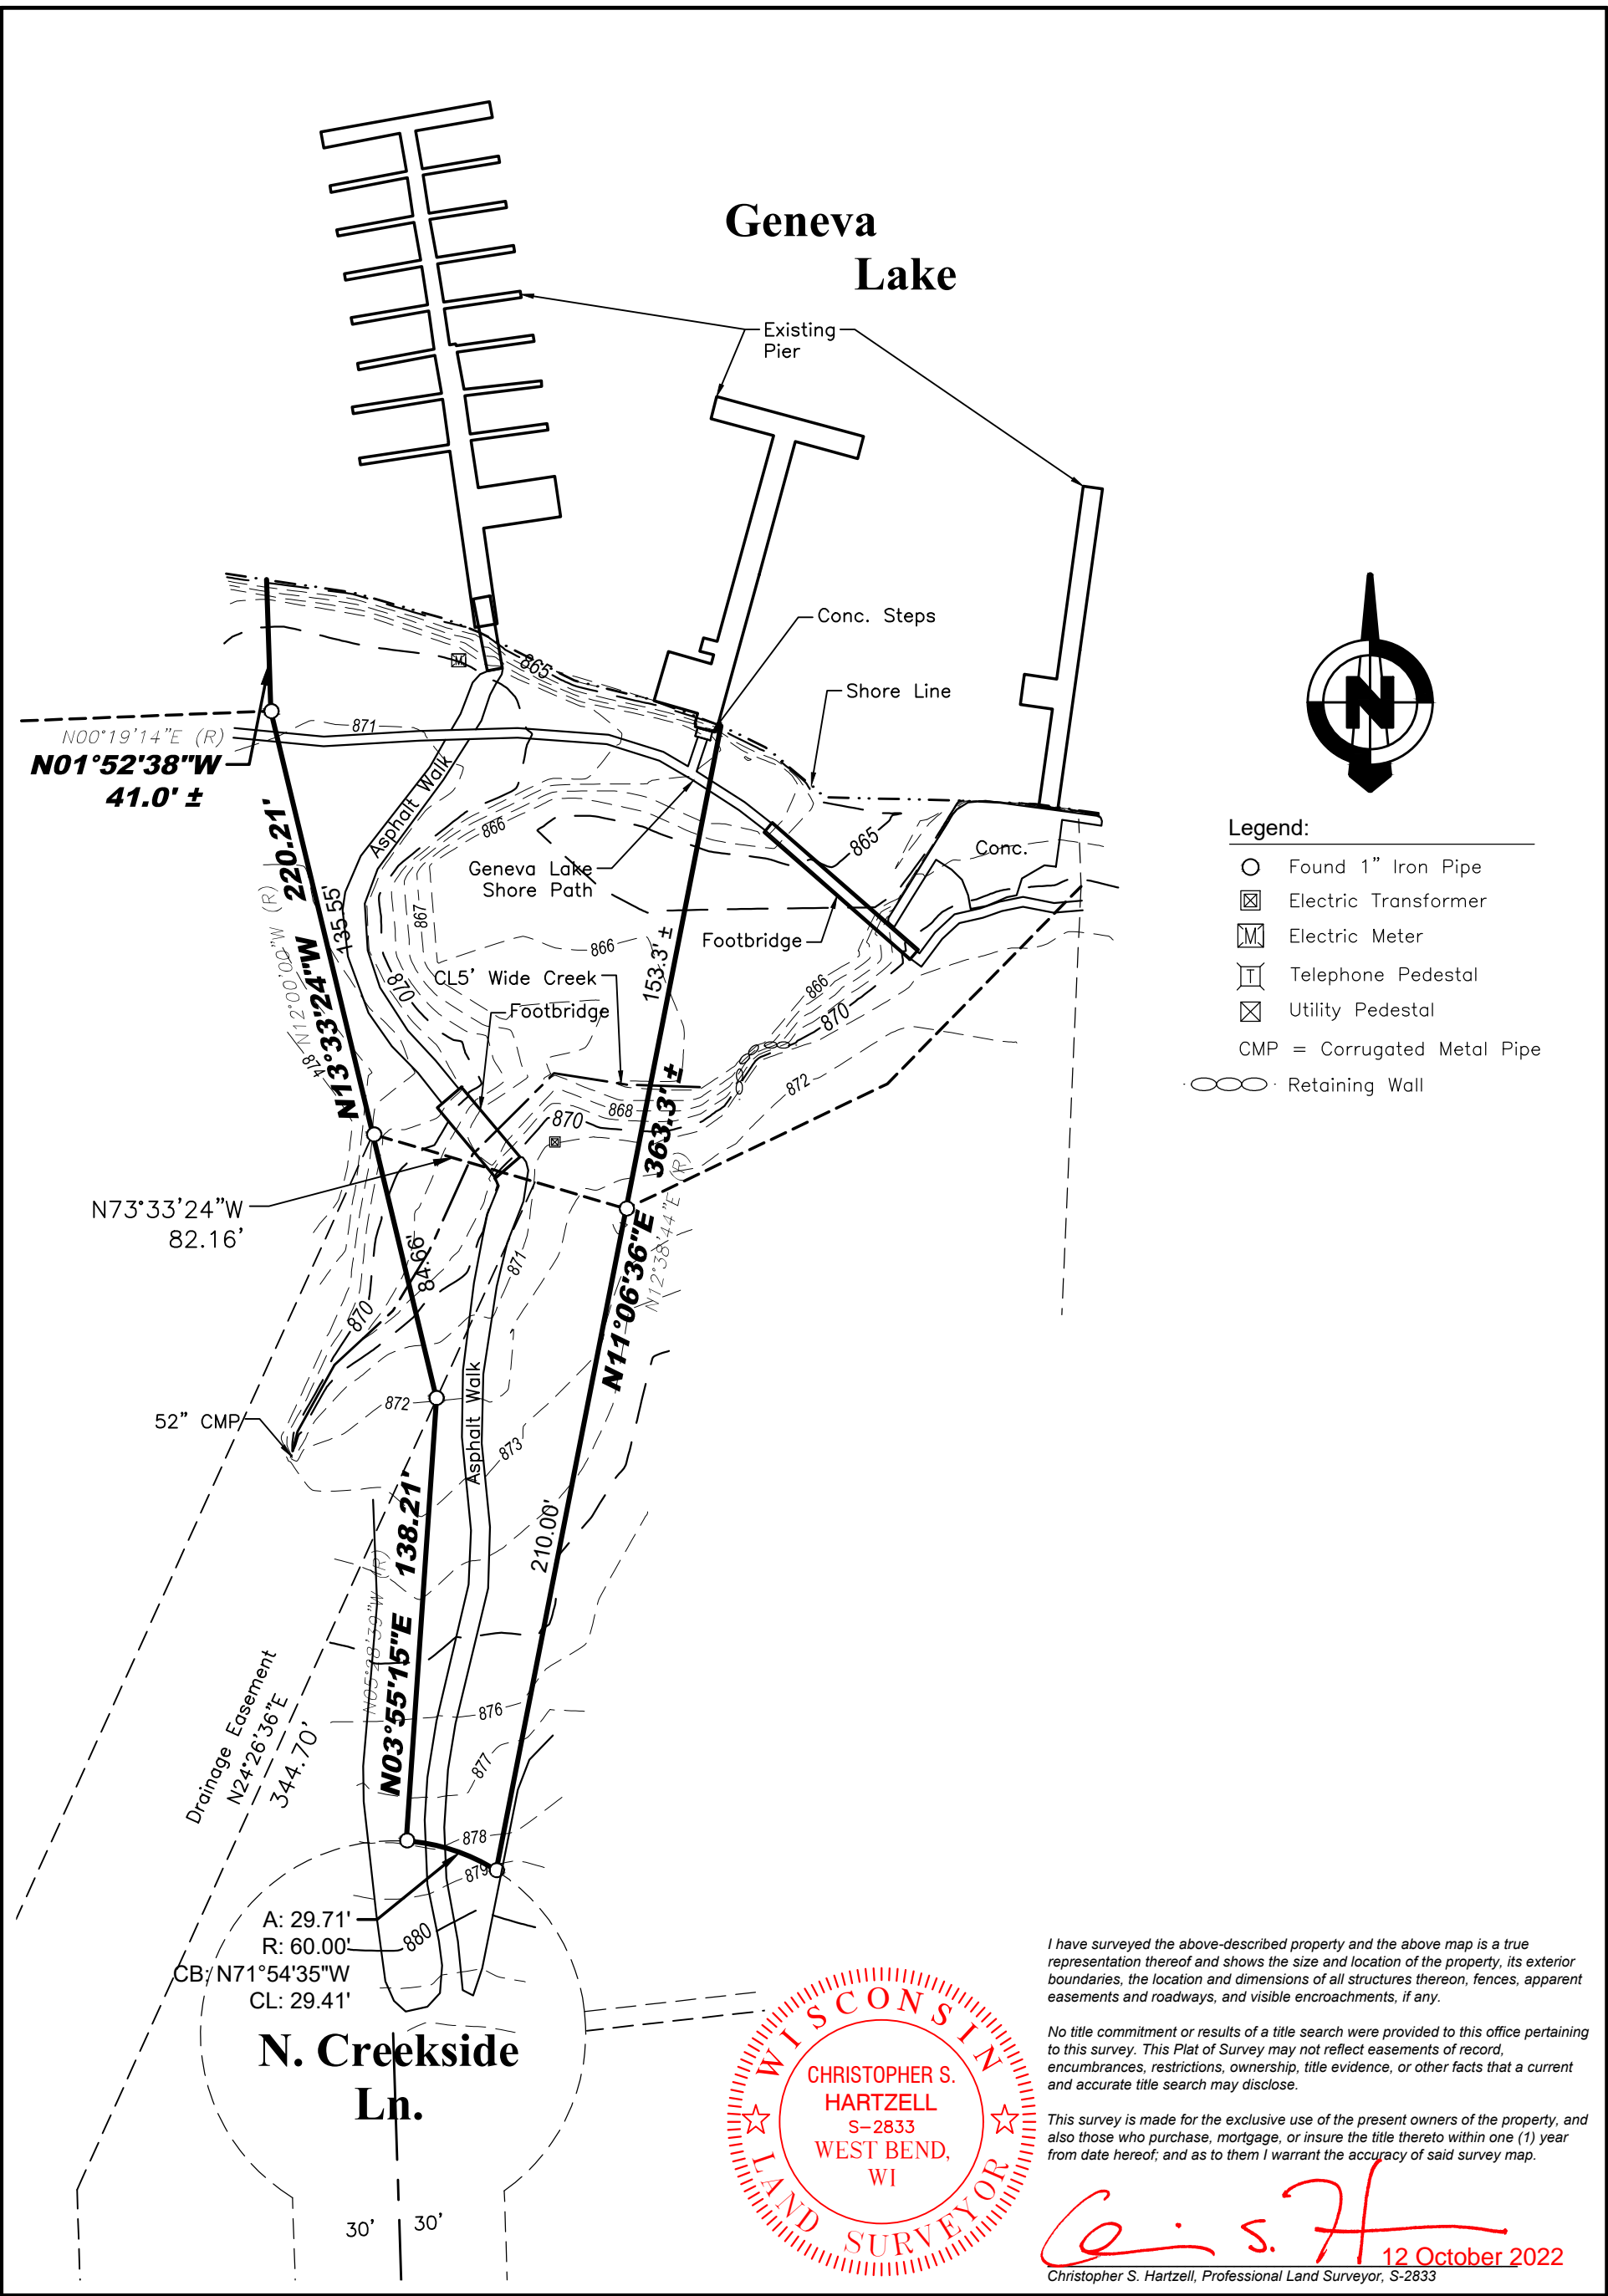 Geneva
Lake
Existing
Pier
Conc. Steps
865
Shore Line
871
N00°19'14"E (R)
N01°52'38"W
41.0' ±
Asphalt Walk
866
865
Conc.
Geneva Lake
Shore Path
220.21'
135.55'
N12°00'00"W (R)
N13°33'24"W
867
866
Footbridge
153.3' ±
CL5' Wide Creek
870
866
Footbridge
870
874
872
868
870
363.3' ±
N73°33'24"W
82.16'
N11°06'36"E
N12°38'44"E (R)
84.66'
871
870
872
52" CMP
Asphalt Walk
873
138.21'
210.00'
N05°28'39"W (R)
N03°55'15"E
876
877
Drainage Easement
N24°26'36"E
344.70'
878
879
A: 29.71'
R: 60.00'
CB: N71°54'35"W
CL: 29.41'
880
N. Creekside
Ln.
30' 30'
N
Legend:
Found 1" Iron Pipe
Electric Transformer
M Electric Meter
T Telephone Pedestal
Utility Pedestal
CMP = Corrugated Metal Pipe
Retaining Wall
WISCONSIN
CHRISTOPHER S.
HARTZELL
S-2833
WEST BEND,
WI
LAND SURVEYOR
M
I have surveyed the above-described property and the above map is a true
representation thereof and shows the size and location of the property, its exterior
boundaries, the location and dimensions of all structures thereon, fences, apparent
easements and roadways, and visible encroachments, if any.
No title commitment or results of a title search were provided to this office pertaining
to this survey. This Plat of Survey may not reflect easements of record,
encumbrances, restrictions, ownership, title evidence, or other facts that a current
and accurate title search may disclose.
This survey is made for the exclusive use of the present owners of the property, and
also those who purchase, mortgage, or insure the title thereto within one (1) year
from date hereof; and as to them I warrant the accuracy of said survey map.
12 October 2022
Christopher S. Hartzell, Professional Land Surveyor, S-2833